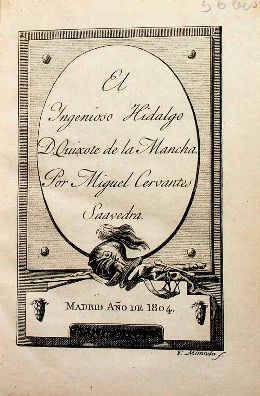 El
Ingenioso Hidalgo
D. Quixote de la Mancha.
Por Miguel Cervantes
Saavedra.
MADRID AÑO DE 1804.